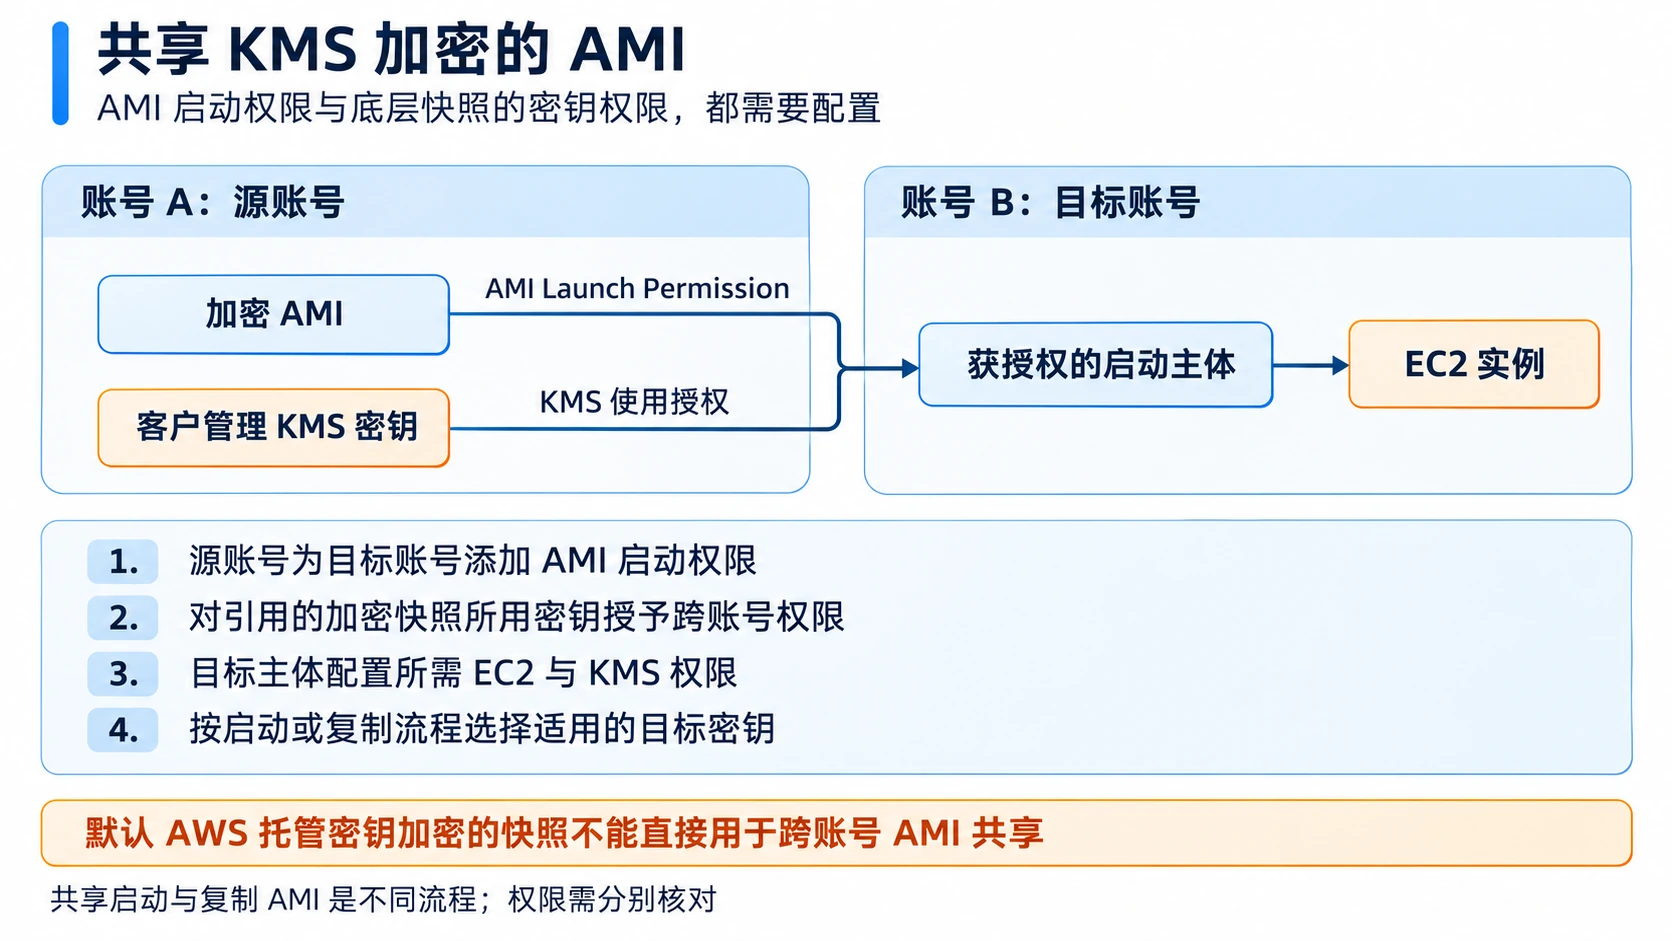 共享 KMS 加密的 AMI
AMI 启动权限与底层快照的密钥权限，都需要配置
账号 A：源账号
加密 AMI
AMI Launch Permission
客户管理 KMS 密钥
KMS 使用授权
账号 B：目标账号
获授权的启动主体
EC2 实例
1. 源账号为目标账号添加 AMI 启动权限
2. 对引用的加密快照所用密钥授予跨账号权限
3. 目标主体配置所需 EC2 与 KMS 权限
4. 按启动或复制流程选择适用的目标密钥
默认 AWS 托管密钥加密的快照不能直接用于跨账号 AMI 共享
共享启动与复制 AMI 是不同流程；权限需分别核对